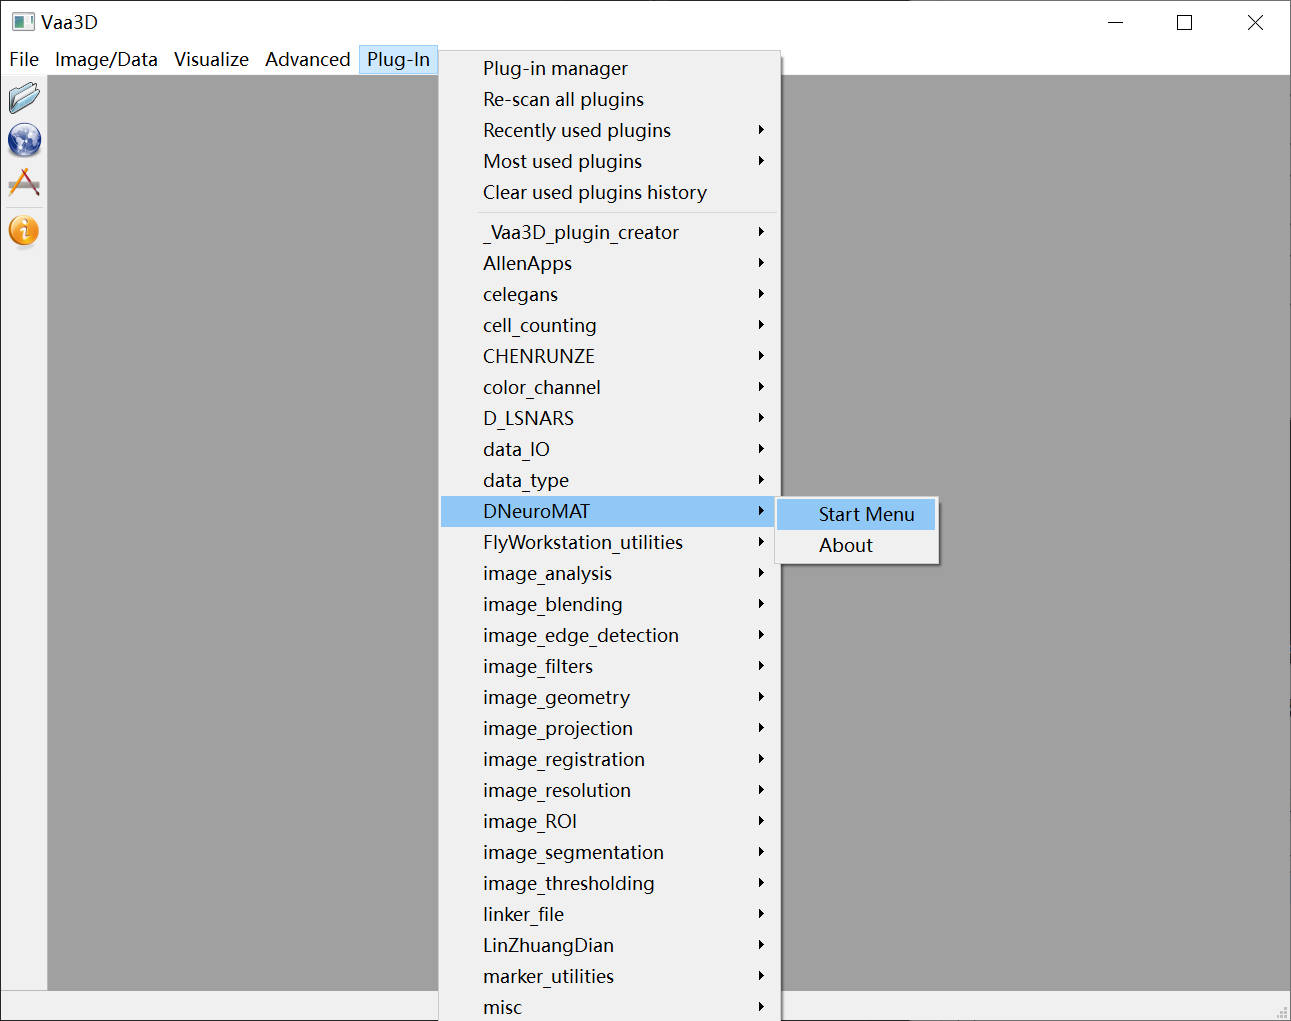 Vaa3D
File Image/Data Visualize Advanced Plug-In
Plug-in manager
Re-scan all plugins
Recently used plugins
Most used plugins
Clear used plugins history
_Vaa3D_plugin_creator
AllenApps
celegans
cell_counting
CHENRUNZE
color_channel
D_LSNARS
data_IO
data_type
DNeuroMAT
Start Menu
About
FlyWorkstation_utilities
image_analysis
image_blending
image_edge_detection
image_filters
image_geometry
image_projection
image_registration
image_resolution
image_ROI
image_segmentation
image_thresholding
linker_file
LinZhuangDian
marker_utilities
misc